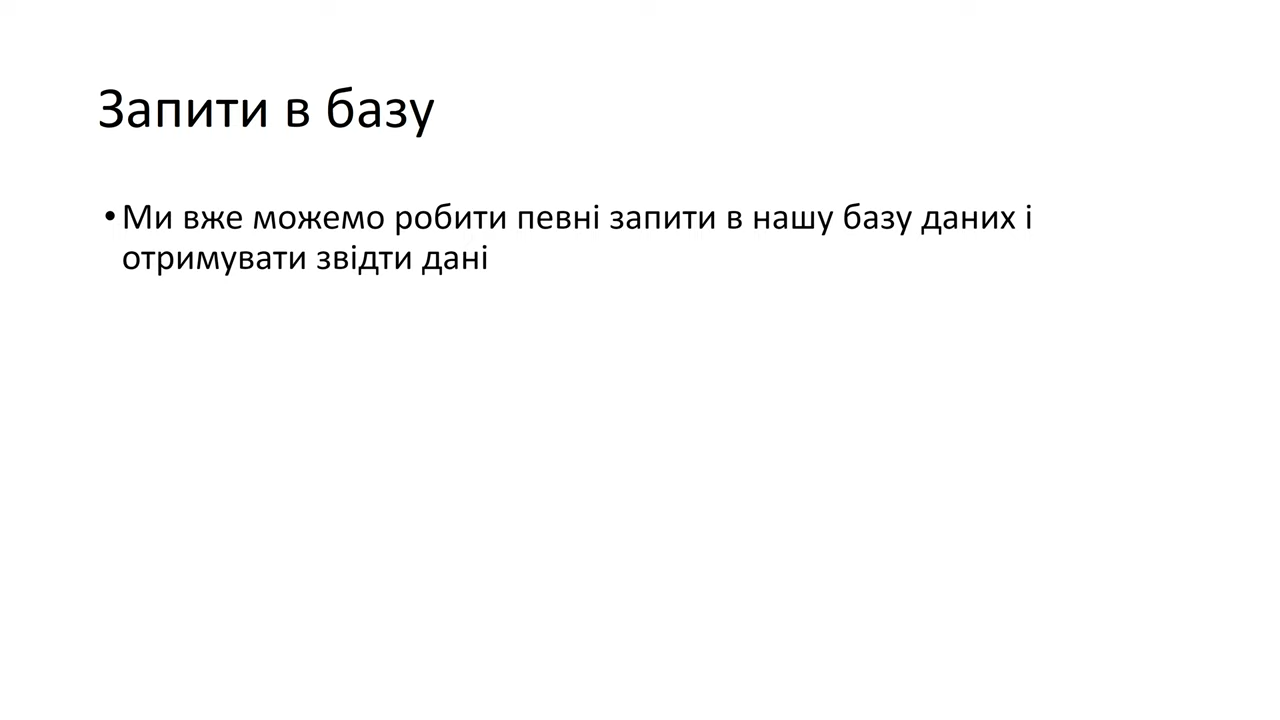 Запити в базу
• Ми вже можемо робити певні запити в нашу базу даних і
отримувати звідти дані